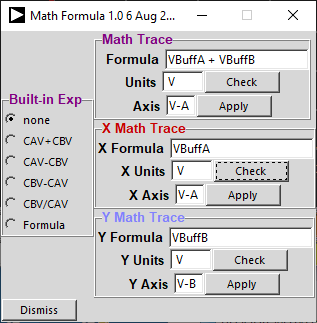 Math Formula 1.0 6 Aug 2...
Math Trace
Formula VBuffA + VBuffB
Units V Check
Axis V-A Apply
Built-in Exp
none
CAV+CBV
CAV-CBV
CBV-CAV
CBV/CAV
Formula
X Math Trace
X Formula VBuffA
X Units V Check
X Axis V-A Apply
Y Math Trace
Y Formula VBuffB
Y Units V Check
Y Axis V-B Apply
Dismiss